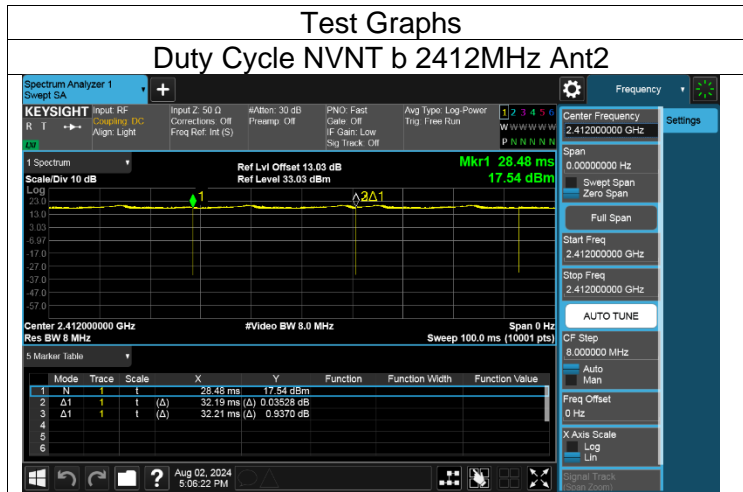 Test Graphs
Duty Cycle NVNT b 2412MHz Ant2
Spectrum Analyzer 1
Swept SA
+
Frequency
KEYSIGHT
R T
LXI
Input: RF
Coupling: DC
Align: Light
Input Z: 50 Ω
Corrections: Off
Freq Ref: Int (S)
#Atten: 30 dB
Preamp: Off
PNO: Fast
Gate: Off
IF Gain: Low
Sig Track: Off
Avg Type: Log-Power
Trig: Free Run
1 2 3 4 5 6
W W W W W W
P N N N N N
Center Frequency
2.412000000 GHz
Settings
1 Spectrum
Scale/Div 10 dB
Ref Lvl Offset 13.03 dB
Ref Level 33.03 dBm
Mkr1 28.48 ms
17.54 dBm
Span
0.00000000 Hz
Swept Span
Zero Span
Full Span
Start Freq
2.412000000 GHz
Stop Freq
2.412000000 GHz
AUTO TUNE
CF Step
8.000000 MHz
Auto
Man
Freq Offset
0 Hz
X Axis Scale
Log
Lin
Signal Track
(Span Zoom)
Log
23.0
13.0
3.03
-6.97
-17.0
-27.0
-37.0
-47.0
-57.0
1
2Δ1
Center 2.412000000 GHz
Res BW 8 MHz
#Video BW 8.0 MHz
Span 0 Hz
Sweep 100.0 ms (10001 pts)
5 Marker Table
Mode Trace Scale X Y Function Function Width Function Value
1 N 1 t 28.48 ms 17.54 dBm
2 Δ1 1 t (Δ) 32.19 ms (Δ) 0.03528 dB
3 Δ1 1 t (Δ) 32.21 ms (Δ) 0.9370 dB
4
5
6
?
Aug 02, 2024
5:06:22 PM